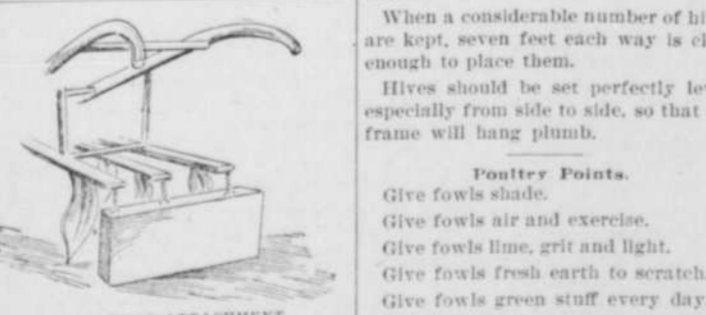 When a considerable number of hi
are kept, seven feet each way is cl
enough to place them.
Hives should be set perfectly lev
especially from side to side, so that
frame will hang plumb.
Poultry Points.
Give fowls shade.
Give fowls air and exercise.
Give fowls lime, grit and light.
Give fowls fresh earth to scratch.
Give fowls green stuff every day
ATTACHMENT